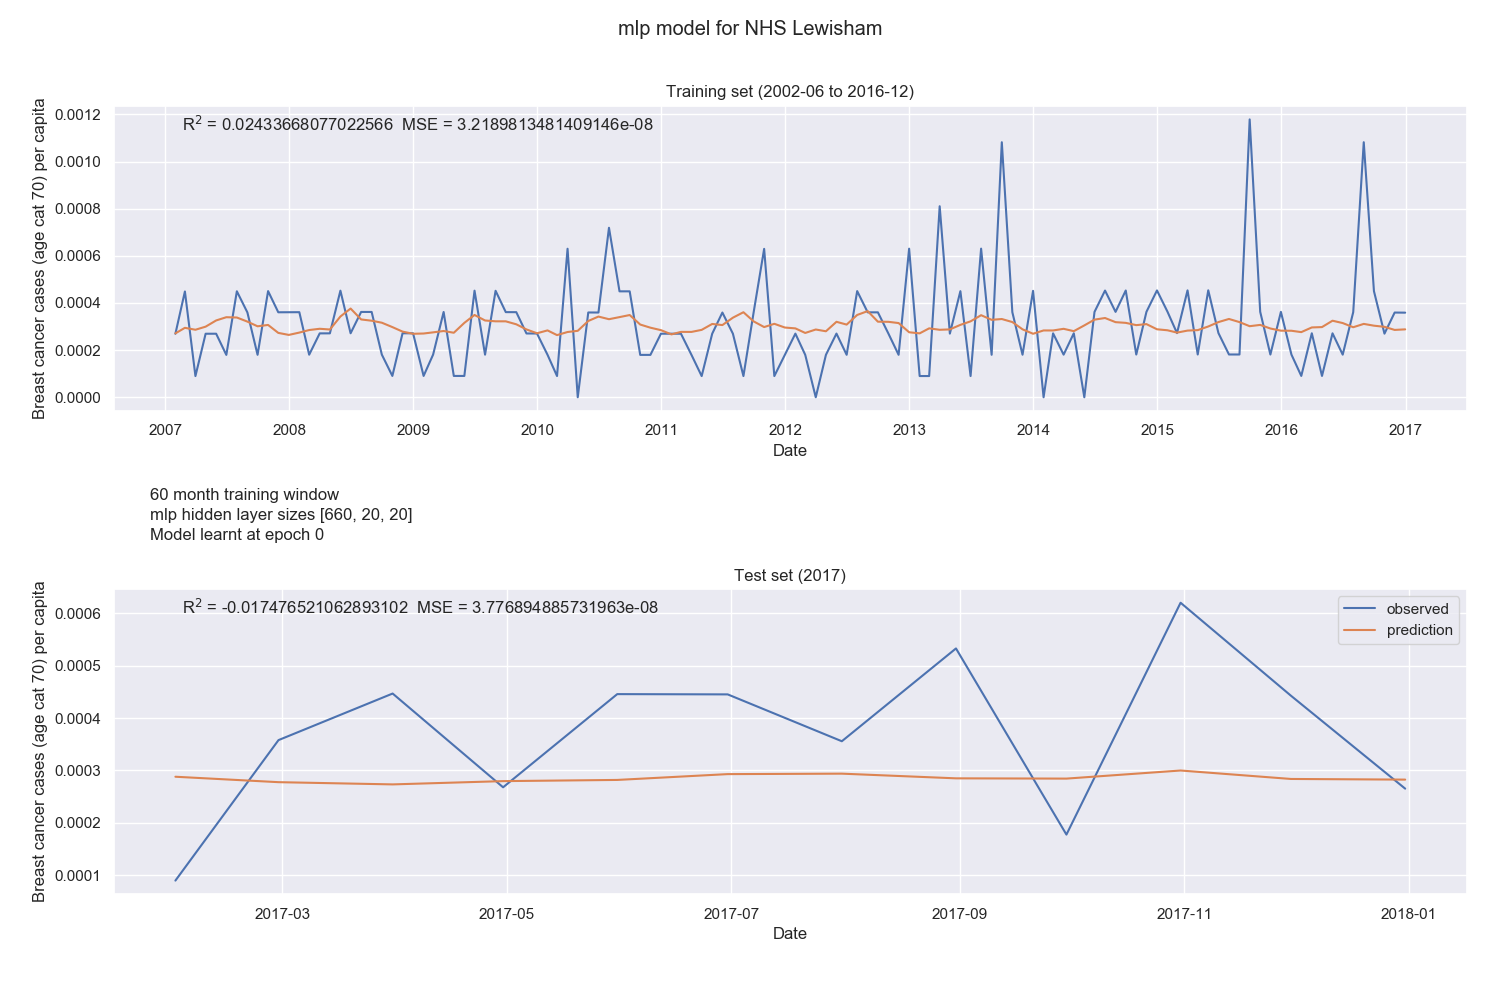 mlp model for NHS Lewisham
Training set (2002-06 to 2016-12)
R² = 0.02433668077022566 MSE = 3.2189813481409146e-08
Breast cancer cases (age cat 70) per capita
0.0012
0.0010
0.0008
0.0006
0.0004
0.0002
0.0000
2007 2008 2009 2010 2011 2012 2013 2014 2015 2016 2017
Date
60 month training window
mlp hidden layer sizes [660, 20, 20]
Model learnt at epoch 0
Test set (2017)
R² = -0.017476521062893102 MSE = 3.776894885731963e-08
observed
prediction
Breast cancer cases (age cat 70) per capita
0.0006
0.0005
0.0004
0.0003
0.0002
0.0001
2017-03 2017-05 2017-07 2017-09 2017-11 2018-01
Date